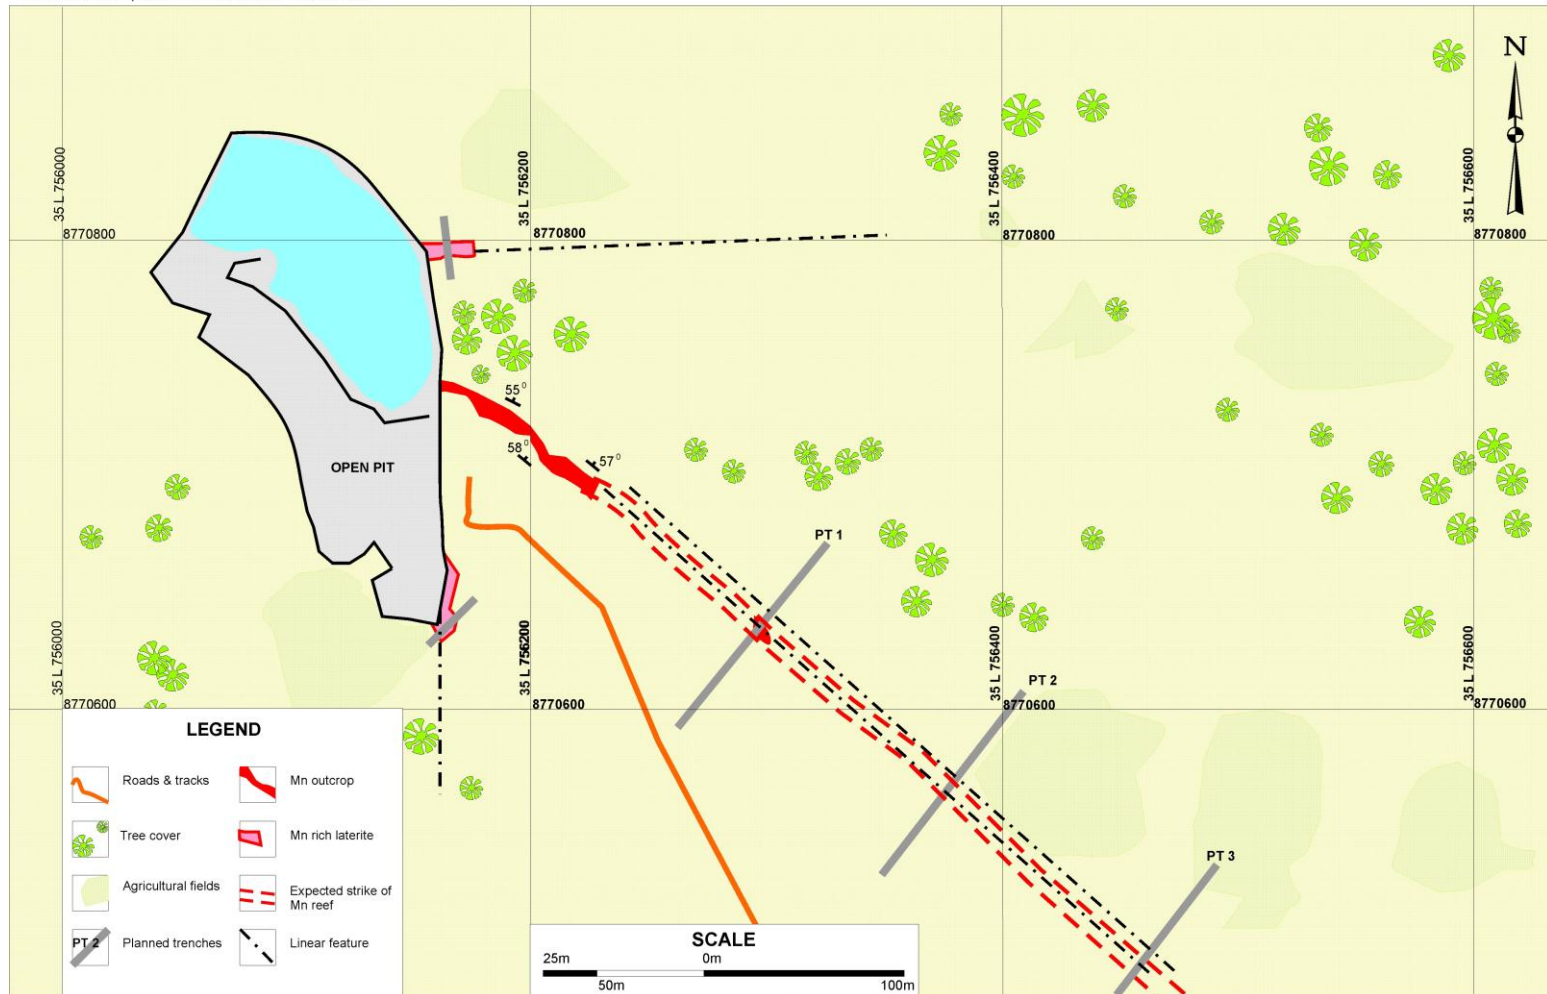 N
35 L 756000
35 L 756200
35 L 756400
35 L 756600
8770800
8770800
8770800
8770800
55⁰
58⁰
57⁰
OPEN PIT
PT 1
35 L 756000
35 L 756200
35 L 756400
35 L 756600
PT 2
8770600
8770600
8770600
8770600
PT 3
LEGEND
Roads & tracks
Mn outcrop
Tree cover
Mn rich laterite
Agricultural fields
Expected strike of
Mn reef
PT 2
Planned trenches
Linear feature
SCALE
25m
0m
50m
100m